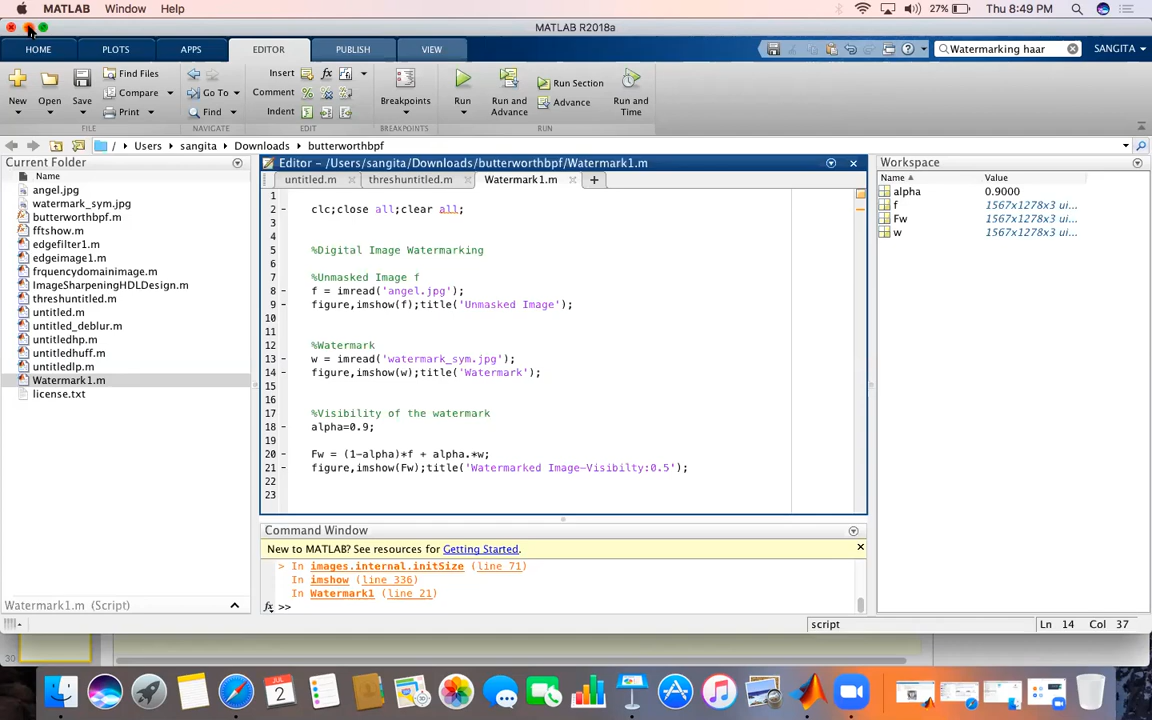 MATLAB Window Help 27% Thu 8:49 PM
MATLAB R2018a
HOME PLOTS APPS EDITOR PUBLISH VIEW Watermarking haar SANGITA
New Open Save Find Files Compare Print Go To Find Insert Comment Indent fx Breakpoints Run Run and Advance Run Section Advance Run and Time
FILE NAVIGATE EDIT BREAKPOINTS RUN
/ Users sangita Downloads butterworthbpf
Current Folder
Name
angel.jpg
watermark_sym.jpg
butterworthbpf.m
fftshow.m
edgefilter1.m
edgeimage1.m
frquencydomainimage.m
ImageSharpeningHDLDesign.m
threshuntitled.m
untitled.m
untitled_deblur.m
untitledhp.m
untitledhuff.m
untitledlp.m
Watermark1.m
license.txt
Watermark1.m (Script)
Editor - /Users/sangita/Downloads/butterworthbpf/Watermark1.m
untitled.m threshuntitled.m Watermark1.m +
1
2 - clc;close all;clear all;
3
4
5 %Digital Image Watermarking
6
7 %Unmasked Image f
8 - f = imread('angel.jpg');
9 - figure,imshow(f);title('Unmasked Image');
10
11
12 %Watermark
13 - w = imread('watermark_sym.jpg');
14 - figure,imshow(w);title('Watermark');
15
16
17 %Visibility of the watermark
18 - alpha=0.9;
19
20 - Fw = (1-alpha)*f + alpha.*w;
21 - figure,imshow(Fw);title('Watermarked Image-Visibilty:0.5');
22
23
Command Window
New to MATLAB? See resources for Getting Started.
> In images.internal.initSize (line 71)
In imshow (line 336)
In Watermark1 (line 21)
fx >>
Workspace
Name Value
alpha 0.9000
f 1567x1278x3 ui...
Fw 1567x1278x3 ui...
w 1567x1278x3 ui...
script Ln 14 Col 37
30
JUL
2